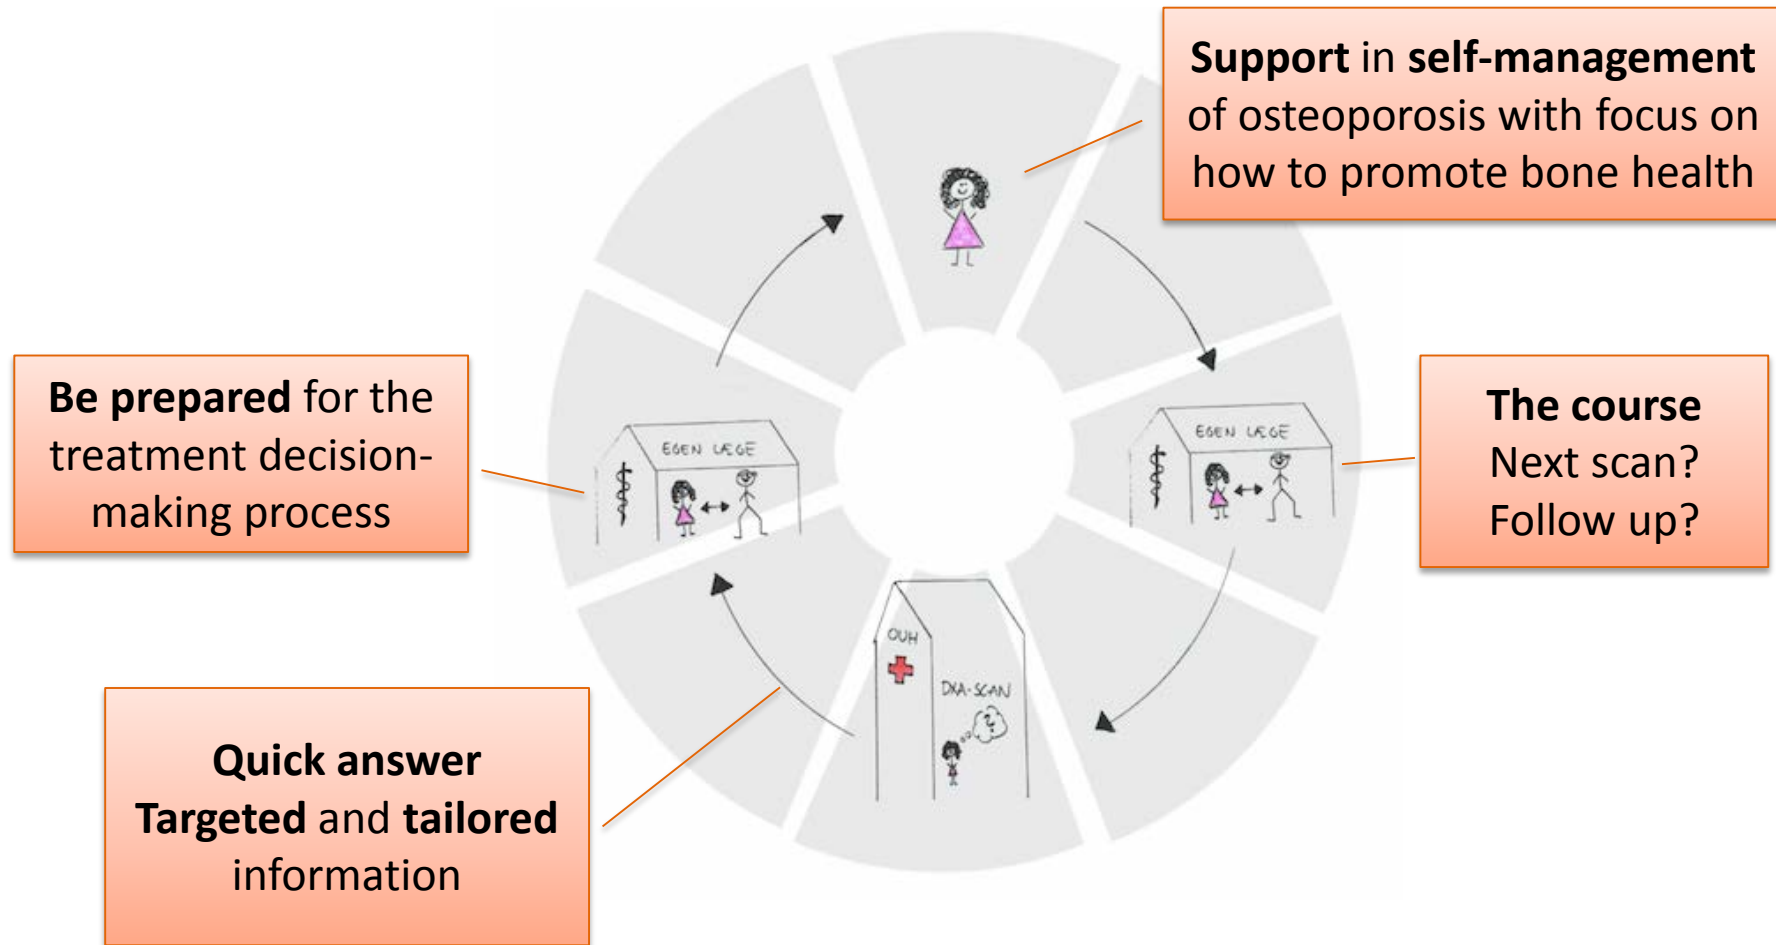 Support in self-management
of osteoporosis with focus on
how to promote bone health
Be prepared for the
treatment decision-
making process
EGEN LÆGE
EGEN LÆGE
The course
Next scan?
Follow up?
OUH
DXA-SCAN
?
Quick answer
Targeted and tailored
information